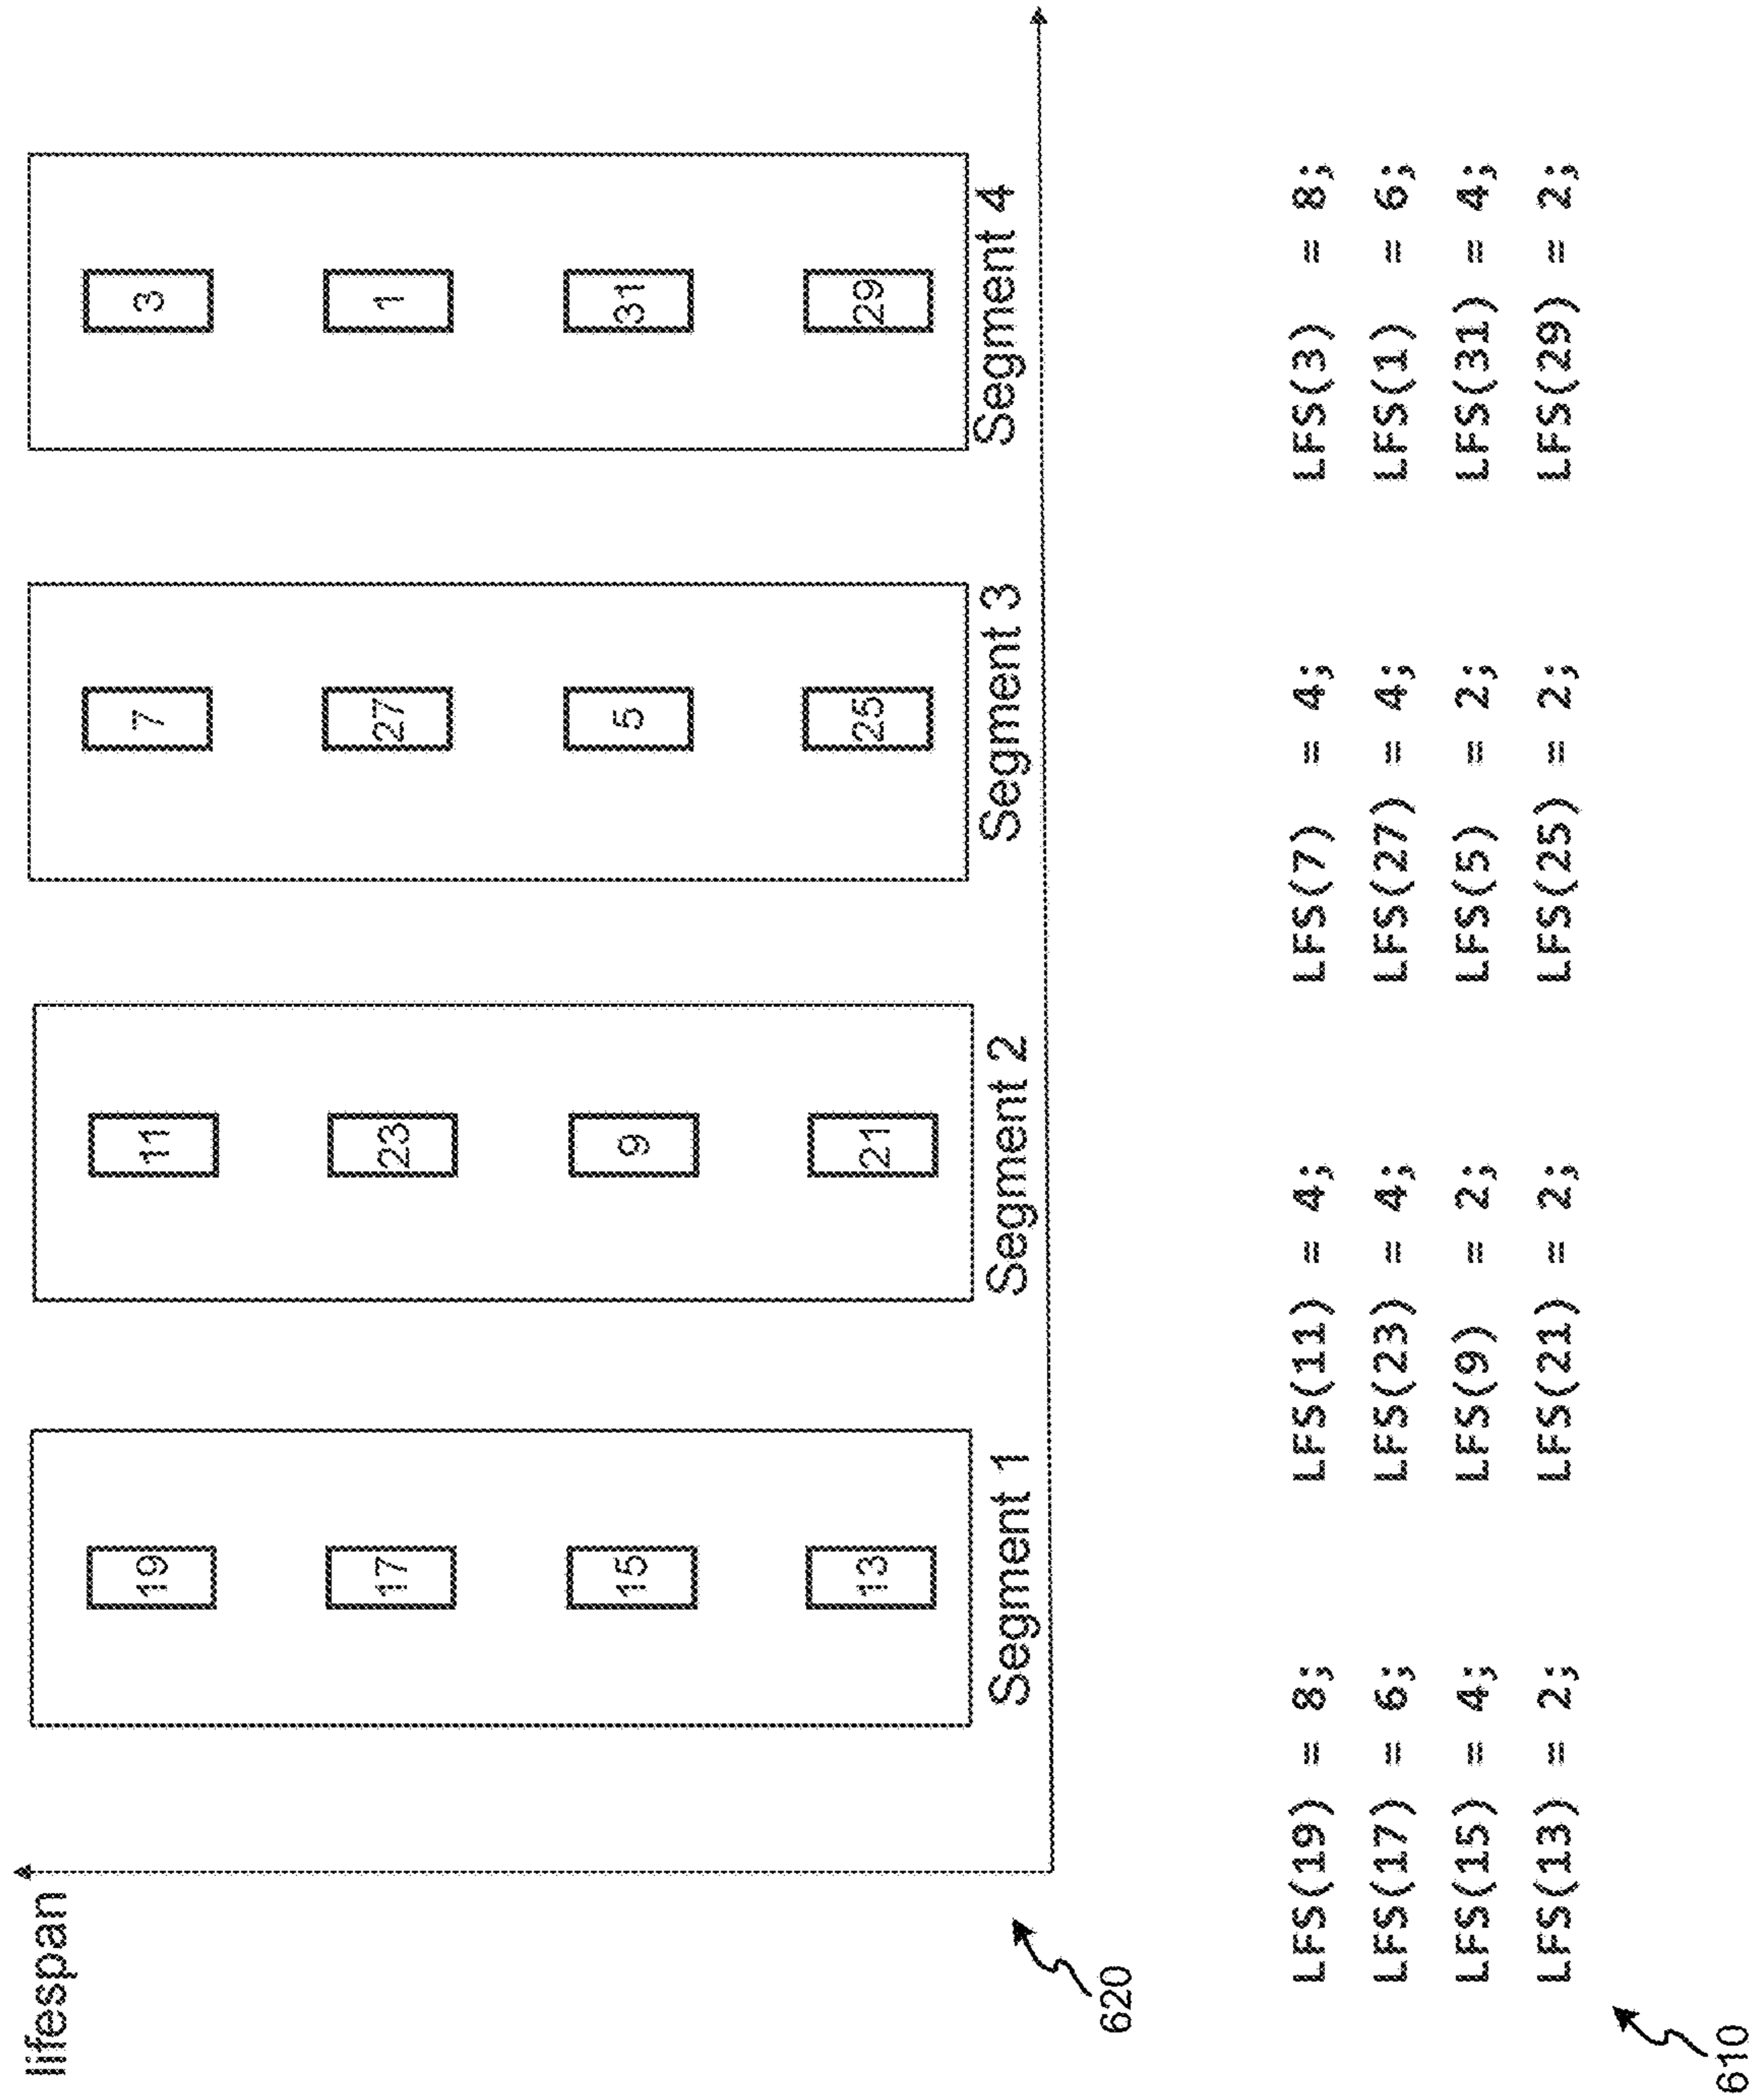 lifespan
19 11 7 3
17 23 27 1
15 9 5 31
13 21 25 29
Segment 1 Segment 2 Segment 3 Segment 4
620
LFS(19) = 8; LFS(11) = 4; LFS(7) = 4; LFS(3) = 8;
LFS(17) = 6; LFS(23) = 4; LFS(27) = 4; LFS(1) = 6;
LFS(15) = 4; LFS(9) = 2; LFS(5) = 2; LFS(31) = 4;
LFS(13) = 2; LFS(21) = 2; LFS(25) = 2; LFS(29) = 2;
610